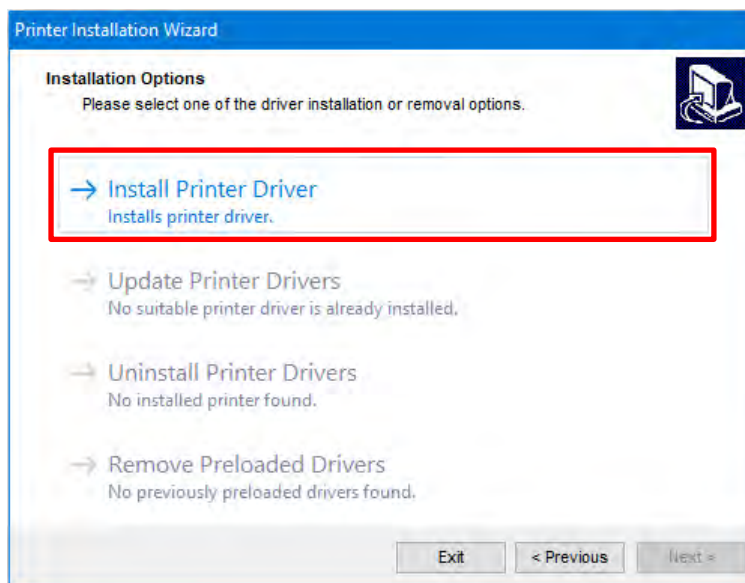 Printer Installation Wizard
Installation Options
Please select one of the driver installation or removal options.
Install Printer Driver
Installs printer driver.
Update Printer Drivers
No suitable printer driver is already installed.
Uninstall Printer Drivers
No installed printer found.
Remove Preloaded Drivers
No previously preloaded drivers found.
Exit
< Previous
Next >